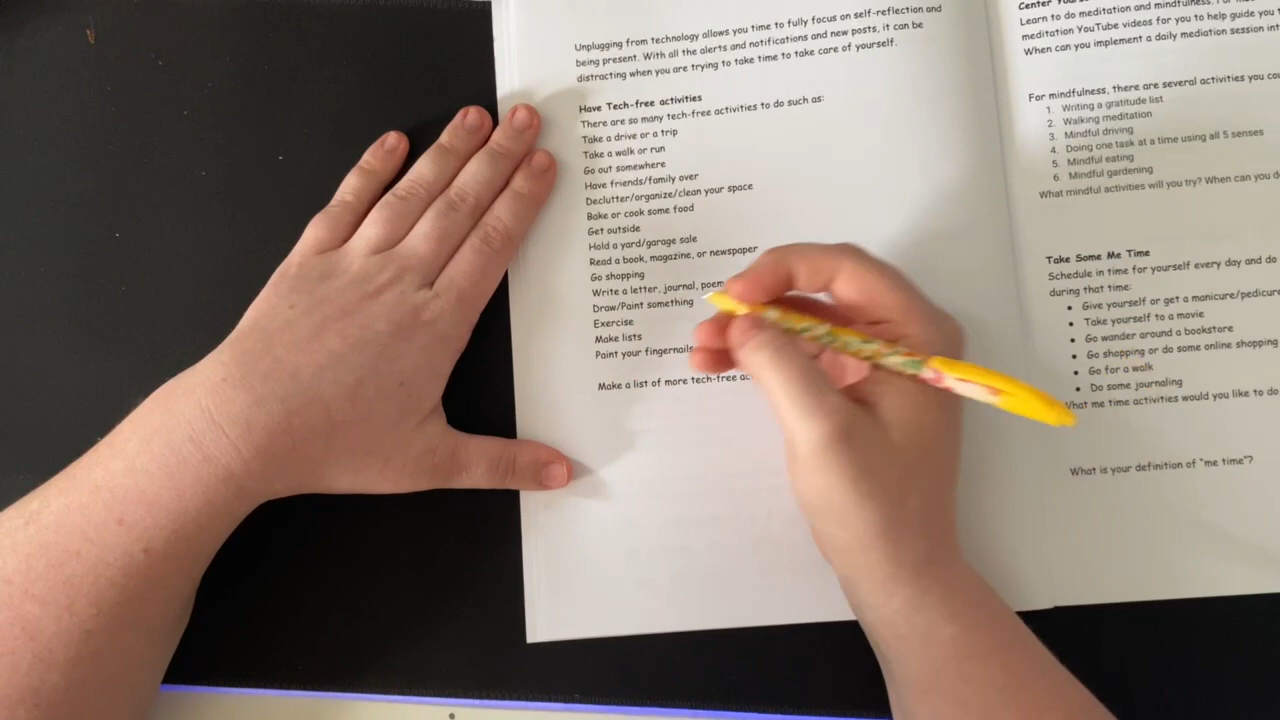 Unplugging from technology allows you time to fully focus on self-reflection and
being present. With all the alerts and notifications and new posts, it can be
distracting when you are trying to take time to take care of yourself.
Have Tech-free activities
There are so many tech-free activities to do such as:
Take a drive or a trip
Take a walk or run
Go out somewhere
Have friends/family over
Declutter/organize/clean your space
Bake or cook some food
Get outside
Hold a yard/garage sale
Read a book, magazine, or newspaper
Go shopping
Write a letter, journal, poem
Draw/Paint something
Exercise
Make lists
Paint your fingernails
Make a list of more tech-free
Center
Learn to do meditation and mindfulness.
meditation YouTube videos for you to help guide you
When can you implement a daily mediation session
For mindfulness, there are several activities you
1. Writing a gratitude list
2. Walking meditation
3. Mindful driving
4. Doing one task at a time using all 5 senses
5. Mindful eating
6. Mindful gardening
What mindful activities will you try? When can you
Take Some Me Time
Schedule in time for yourself every day and do
during that time:
• Give yourself or get a manicure/pedicure
• Take yourself to a movie
• Go wander around a bookstore
• Go shopping or do some online shopping
• Go for a walk
• Do some journaling
What me time activities would you like to do
What is your definition of "me time"?